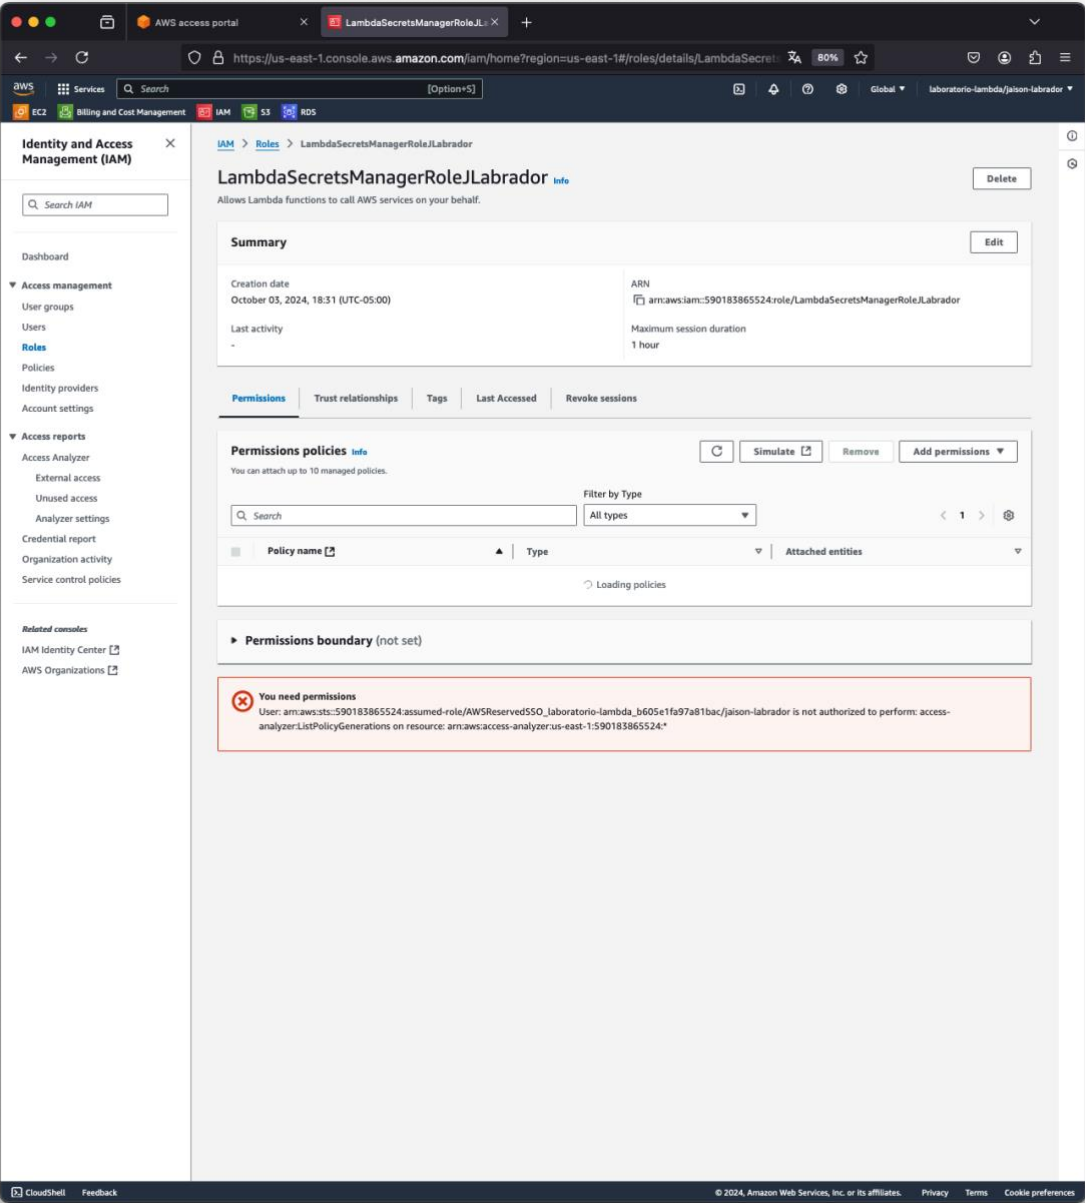 AWS access portal
LambdaSecretsManagerRoleJL
https://us-east-1.console.aws.amazon.com/iam/home?region=us-east-1#/roles/details/LambdaSecret
80%
aws
Services
Search
[Option+S]
Global
laboratorio-lambda/jaison-labrador
EC2
Billing and Cost Management
IAM
S3
RDS
Identity and Access
Management (IAM)
Search IAM
Dashboard
Access management
User groups
Users
Roles
Policies
Identity providers
Account settings
Access reports
Access Analyzer
External access
Unused access
Analyzer settings
Credential report
Organization activity
Service control policies
Related consoles
IAM Identity Center
AWS Organizations
IAM > Roles > LambdaSecretsManagerRoleJLabrador
LambdaSecretsManagerRoleJLabrador Info
Delete
Allows Lambda functions to call AWS services on your behalf.
Summary
Edit
Creation date
October 03, 2024, 18:31 (UTC-05:00)
Last activity
-
ARN
arn:aws:iam::590183865524:role/LambdaSecretsManagerRoleJLabrador
Maximum session duration
1 hour
Permissions
Trust relationships
Tags
Last Accessed
Revoke sessions
Permissions policies Info
Simulate
Remove
Add permissions
You can attach up to 10 managed policies.
Filter by Type
Search
All types
1
Policy name
Type
Attached entities
Loading policies
Permissions boundary (not set)
You need permissions
User: arn:aws:sts::590183865524:assumed-role/AWSReservedSSO_laboratorio-lambda_b605e1fa97a81bac/jaison-labrador is not authorized to perform: access-
analyzer:ListPolicyGenerations on resource: arn:aws:access-analyzer:us-east-1:590183865524:*
CloudShell
Feedback
© 2024, Amazon Web Services, Inc. or its affiliates.
Privacy
Terms
Cookie preferences